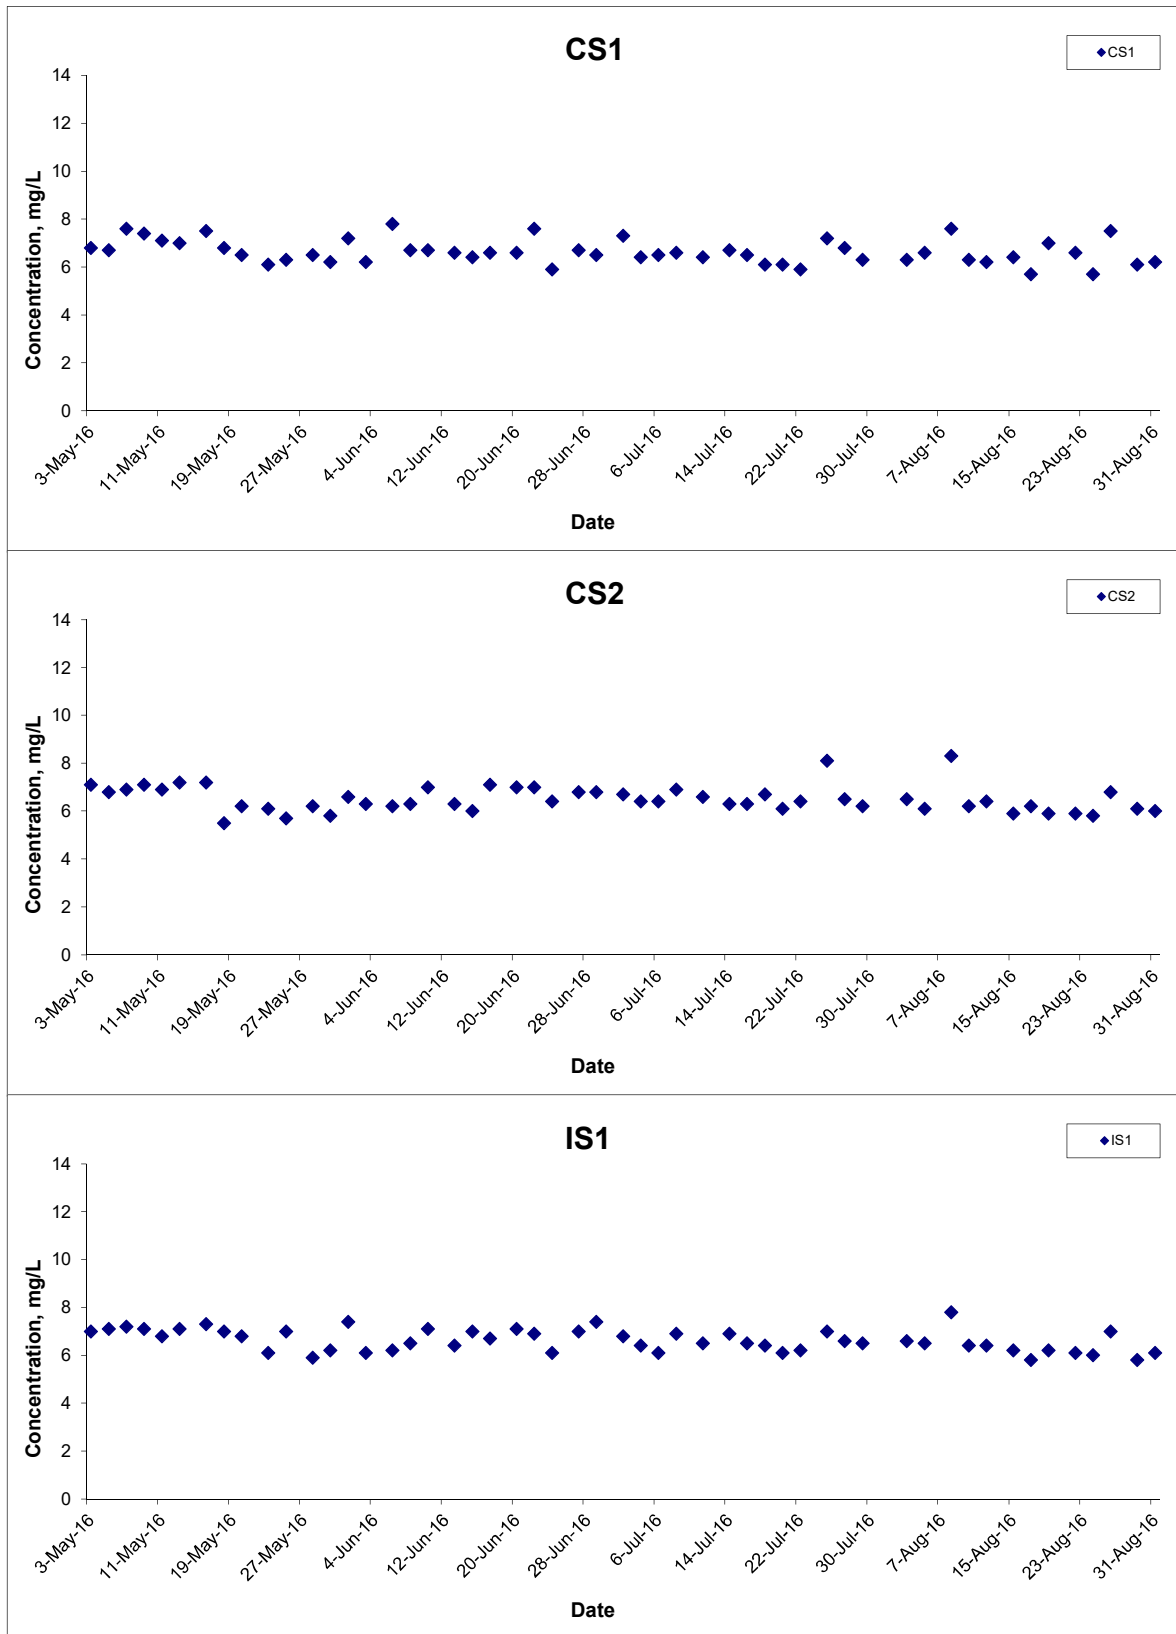 CS1
CS1
14
12
10
8
6
4
2
0
Concentration, mg/L
3-May-16
11-May-16
19-May-16
27-May-16
4-Jun-16
12-Jun-16
20-Jun-16
28-Jun-16
6-Jul-16
14-Jul-16
22-Jul-16
30-Jul-16
7-Aug-16
15-Aug-16
23-Aug-16
31-Aug-16
Date
CS2
CS2
14
12
10
8
6
4
2
0
Concentration, mg/L
3-May-16
11-May-16
19-May-16
27-May-16
4-Jun-16
12-Jun-16
20-Jun-16
28-Jun-16
6-Jul-16
14-Jul-16
22-Jul-16
30-Jul-16
7-Aug-16
15-Aug-16
23-Aug-16
31-Aug-16
Date
IS1
IS1
14
12
10
8
6
4
2
0
Concentration, mg/L
3-May-16
11-May-16
19-May-16
27-May-16
4-Jun-16
12-Jun-16
20-Jun-16
28-Jun-16
6-Jul-16
14-Jul-16
22-Jul-16
30-Jul-16
7-Aug-16
15-Aug-16
23-Aug-16
31-Aug-16
Date